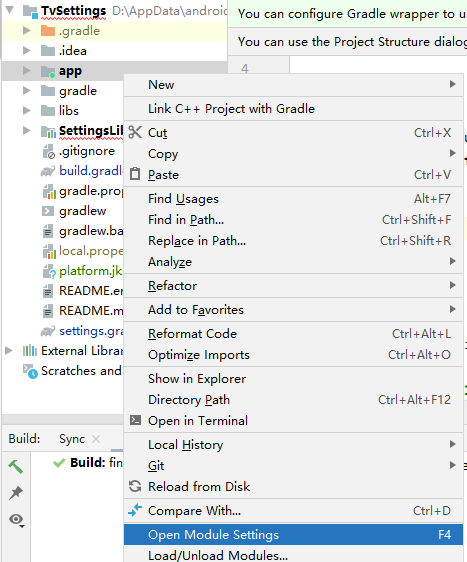 TvSettings D:\AppData\android
You can configure Gradle wrapper to u
.gradle
You can use the Project Structure dialog
.idea
4
app
gradle
libs
SettingsLib
.gitignore
build.gradle
gradle.prop
gradlew
gradlew.ba
local.prope
platform.jk
README.en
README.m
settings.gra
External Librar
Scratches and
New
Link C++ Project with Gradle
Cut Ctrl+X
Copy
Paste Ctrl+V
Find Usages Alt+F7
Find in Path... Ctrl+Shift+F
Replace in Path... Ctrl+Shift+R
Analyze
Refactor
Add to Favorites
Reformat Code Ctrl+Alt+L
Optimize Imports Ctrl+Alt+O
Show in Explorer
Directory Path Ctrl+Alt+F12
Open in Terminal
Local History
Git
Reload from Disk
Compare With... Ctrl+D
Open Module Settings F4
Load/Unload Modules...
Build: Sync
Build: fin